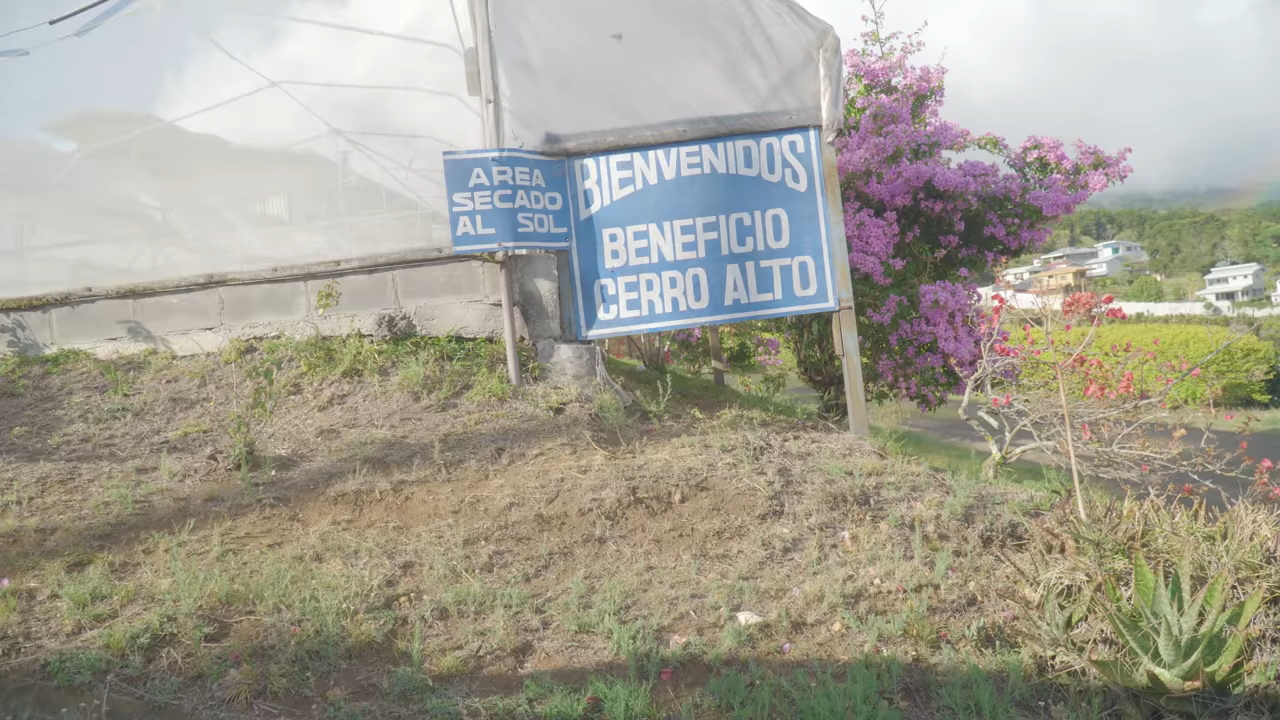 AREA
SECADO
AL SOL
BIENVENIDOS
BENEFICIO
CERRO ALTO